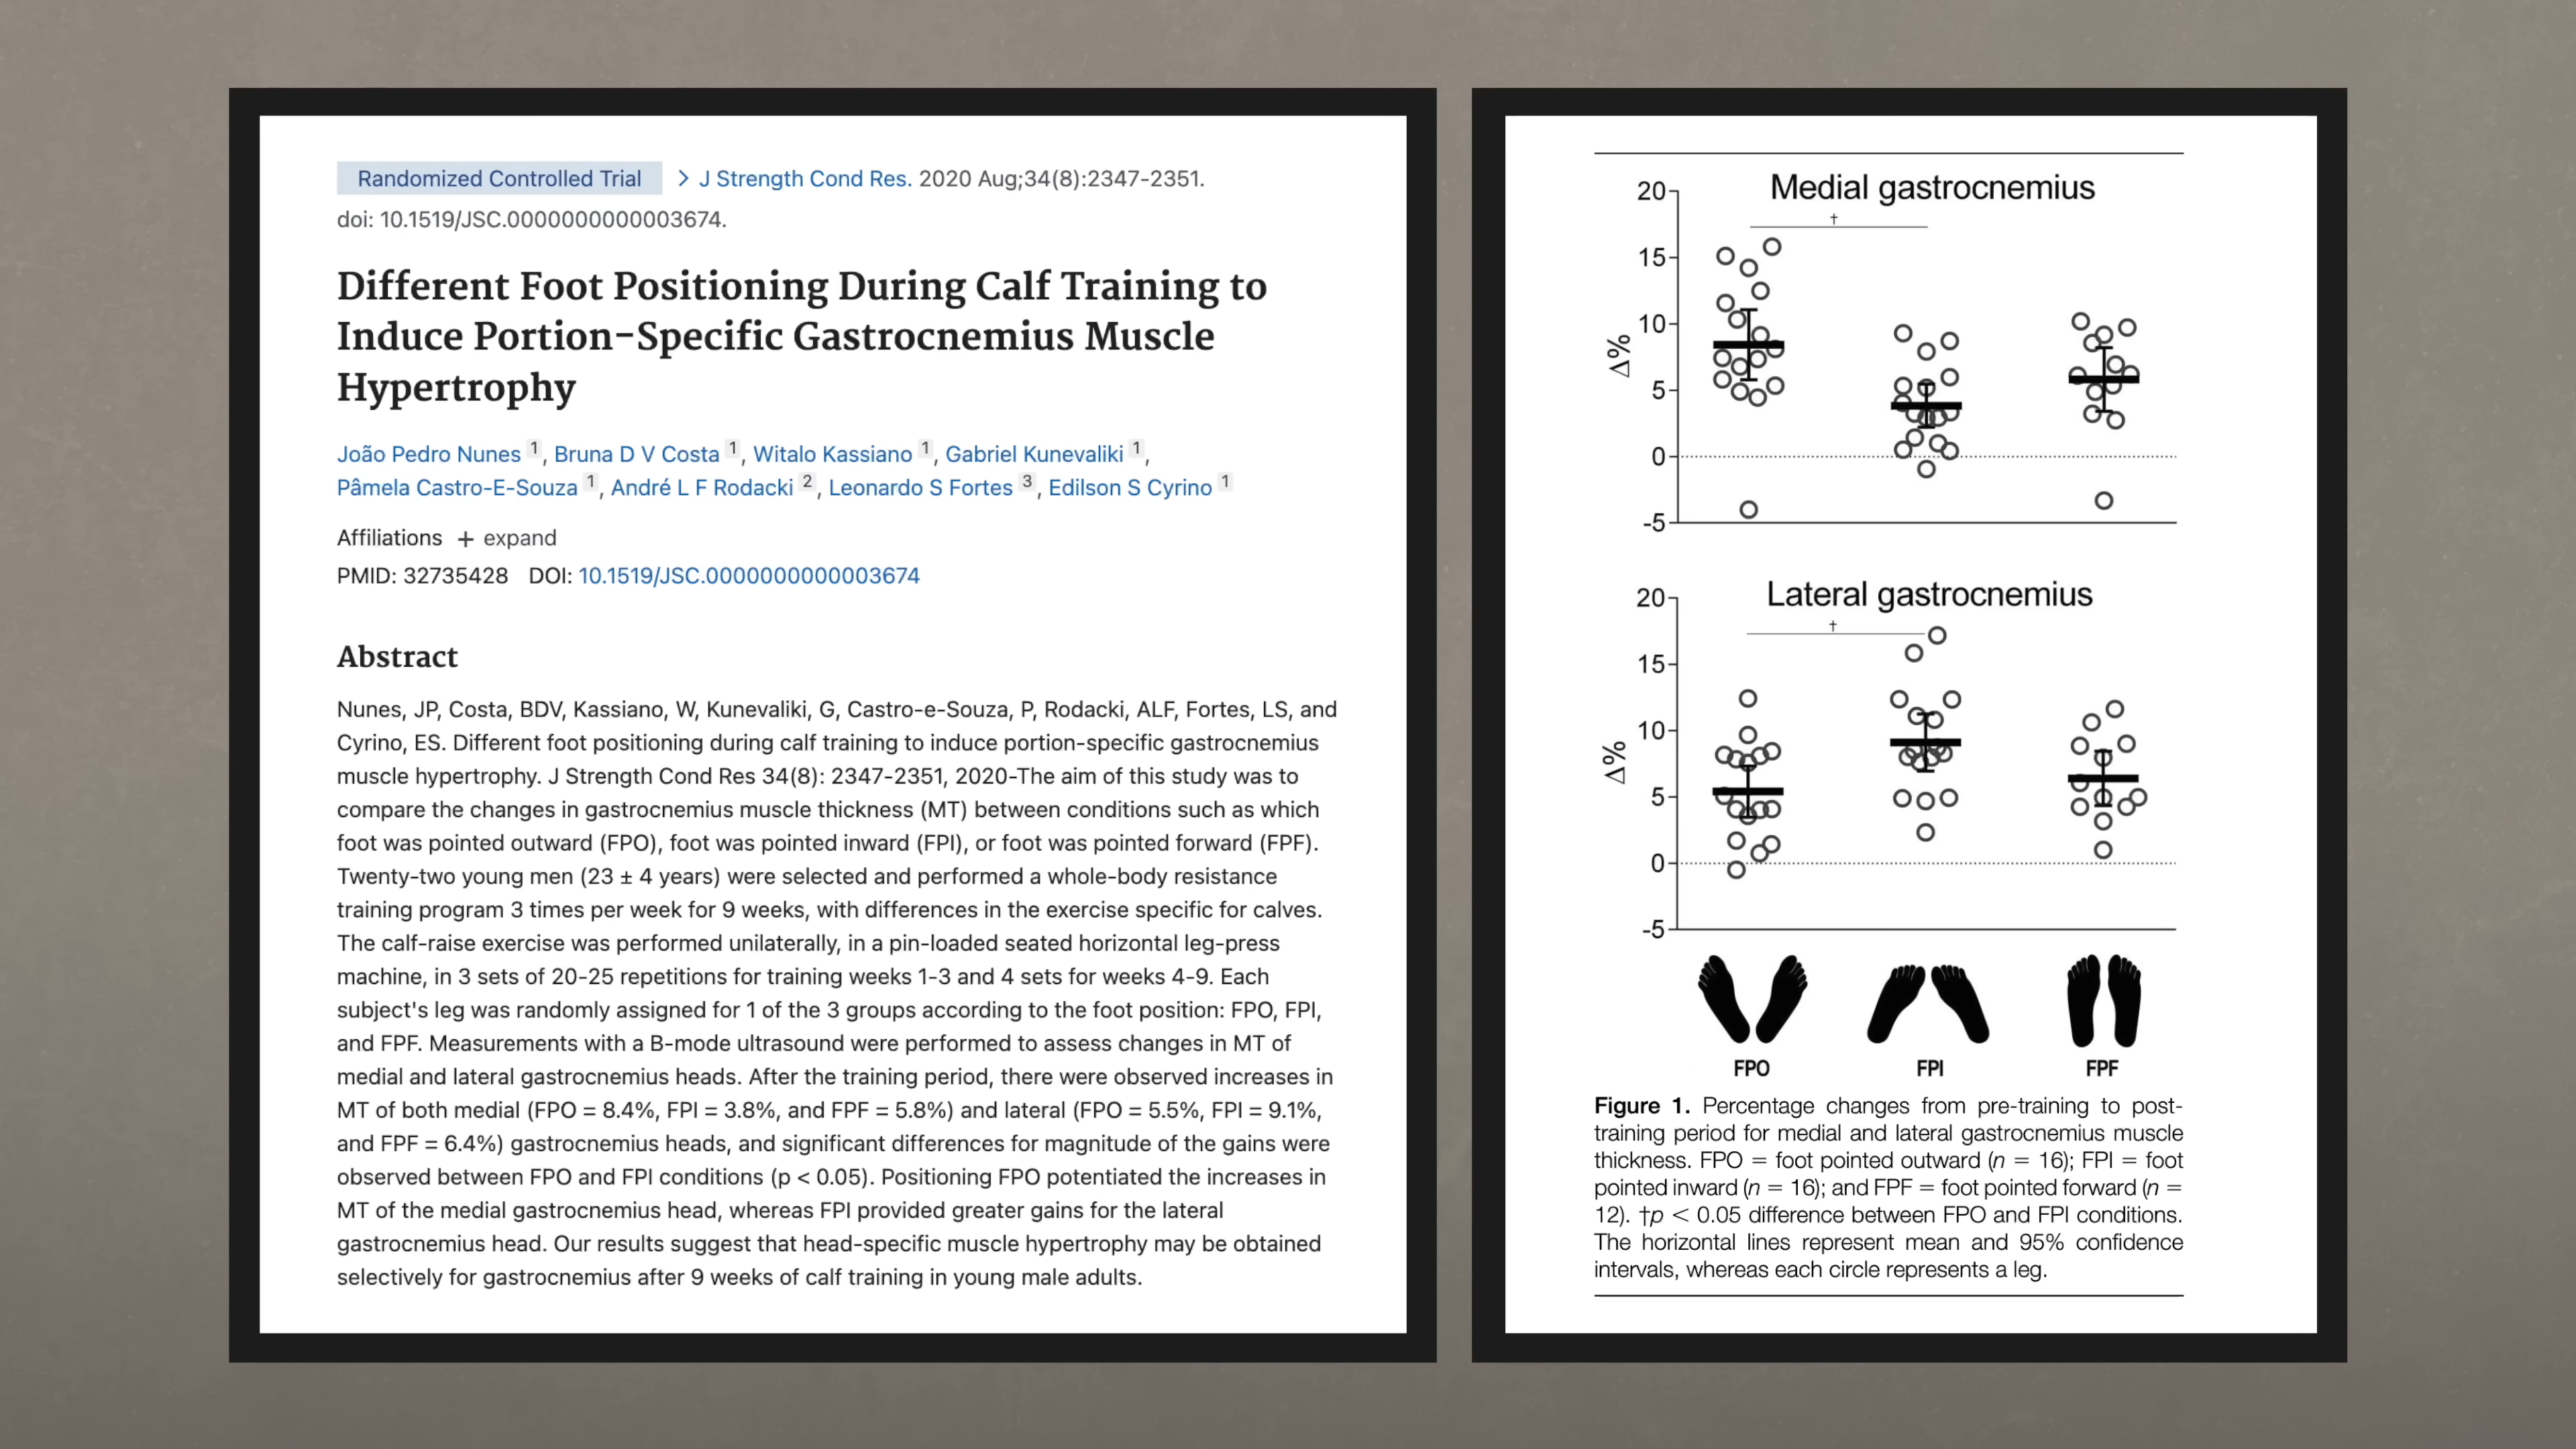 Randomized Controlled Trial > J Strength Cond Res. 2020 Aug;34(8):2347-2351.
doi: 10.1519/JSC.0000000000003674.
Different Foot Positioning During Calf Training to
Induce Portion-Specific Gastrocnemius Muscle
Hypertrophy
João Pedro Nunes 1, Bruna D V Costa 1, Witalo Kassiano 1, Gabriel Kunevaliki 1,
Pâmela Castro-E-Souza 1, André L F Rodacki 2, Leonardo S Fortes 3, Edilson S Cyrino 1
Affiliations + expand
PMID: 32735428 DOI: 10.1519/JSC.0000000000003674
Abstract
Nunes, JP, Costa, BDV, Kassiano, W, Kunevaliki, G, Castro-e-Souza, P, Rodacki, ALF, Fortes, LS, and
Cyrino, ES. Different foot positioning during calf training to induce portion-specific gastrocnemius
muscle hypertrophy. J Strength Cond Res 34(8): 2347-2351, 2020-The aim of this study was to
compare the changes in gastrocnemius muscle thickness (MT) between conditions such as which
foot was pointed outward (FPO), foot was pointed inward (FPI), or foot was pointed forward (FPF).
Twenty-two young men (23 ± 4 years) were selected and performed a whole-body resistance
training program 3 times per week for 9 weeks, with differences in the exercise specific for calves.
The calf-raise exercise was performed unilaterally, in a pin-loaded seated horizontal leg-press
machine, in 3 sets of 20-25 repetitions for training weeks 1-3 and 4 sets for weeks 4-9. Each
subject's leg was randomly assigned for 1 of the 3 groups according to the foot position: FPO, FPI,
and FPF. Measurements with a B-mode ultrasound were performed to assess changes in MT of
medial and lateral gastrocnemius heads. After the training period, there were observed increases in
MT of both medial (FPO = 8.4%, FPI = 3.8%, and FPF = 5.8%) and lateral (FPO = 5.5%, FPI = 9.1%,
and FPF = 6.4%) gastrocnemius heads, and significant differences for magnitude of the gains were
observed between FPO and FPI conditions (p < 0.05). Positioning FPO potentiated the increases in
MT of the medial gastrocnemius head, whereas FPI provided greater gains for the lateral
gastrocnemius head. Our results suggest that head-specific muscle hypertrophy may be obtained
selectively for gastrocnemius after 9 weeks of calf training in young male adults.
Medial gastrocnemius
†
20
15
10
5
0
-5
Δ%
Lateral gastrocnemius
†
20
15
10
5
0
-5
Δ%
FPO FPI FPF
Figure 1. Percentage changes from pre-training to post-
training period for medial and lateral gastrocnemius muscle
thickness. FPO = foot pointed outward (n = 16); FPI = foot
pointed inward (n = 16); and FPF = foot pointed forward (n =
12). †p < 0.05 difference between FPO and FPI conditions.
The horizontal lines represent mean and 95% confidence
intervals, whereas each circle represents a leg.